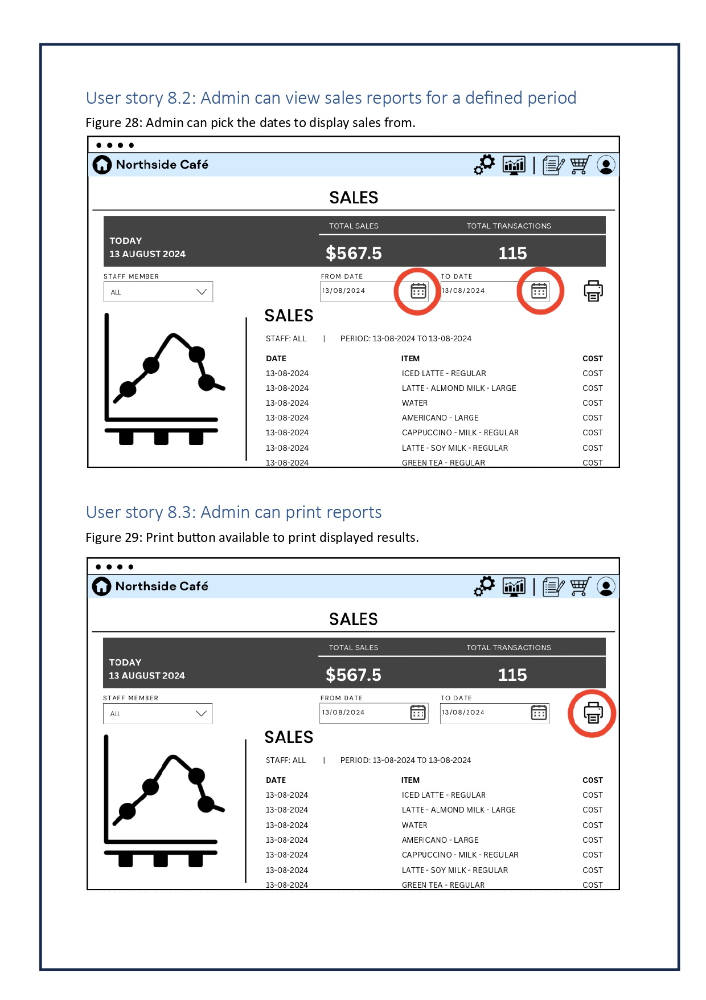 User story 8.2: Admin can view sales reports for a defined period
Figure 28: Admin can pick the dates to display sales from.
Northside Café
SALES
TOTAL SALES TOTAL TRANSACTIONS
TODAY
13 AUGUST 2024
$567.5 115
STAFF MEMBER FROM DATE TO DATE
ALL 13/08/2024 13/08/2024
SALES
STAFF: ALL | PERIOD: 13-08-2024 TO 13-08-2024
DATE ITEM COST
13-08-2024 ICED LATTE - REGULAR COST
13-08-2024 LATTE - ALMOND MILK - LARGE COST
13-08-2024 WATER COST
13-08-2024 AMERICANO - LARGE COST
13-08-2024 CAPPUCCINO - MILK - REGULAR COST
13-08-2024 LATTE - SOY MILK - REGULAR COST
13-08-2024 GREEN TEA - REGULAR COST
User story 8.3: Admin can print reports
Figure 29: Print button available to print displayed results.
Northside Café
SALES
TOTAL SALES TOTAL TRANSACTIONS
TODAY
13 AUGUST 2024
$567.5 115
STAFF MEMBER FROM DATE TO DATE
ALL 13/08/2024 13/08/2024
SALES
STAFF: ALL | PERIOD: 13-08-2024 TO 13-08-2024
DATE ITEM COST
13-08-2024 ICED LATTE - REGULAR COST
13-08-2024 LATTE - ALMOND MILK - LARGE COST
13-08-2024 WATER COST
13-08-2024 AMERICANO - LARGE COST
13-08-2024 CAPPUCCINO - MILK - REGULAR COST
13-08-2024 LATTE - SOY MILK - REGULAR COST
13-08-2024 GREEN TEA - REGULAR COST